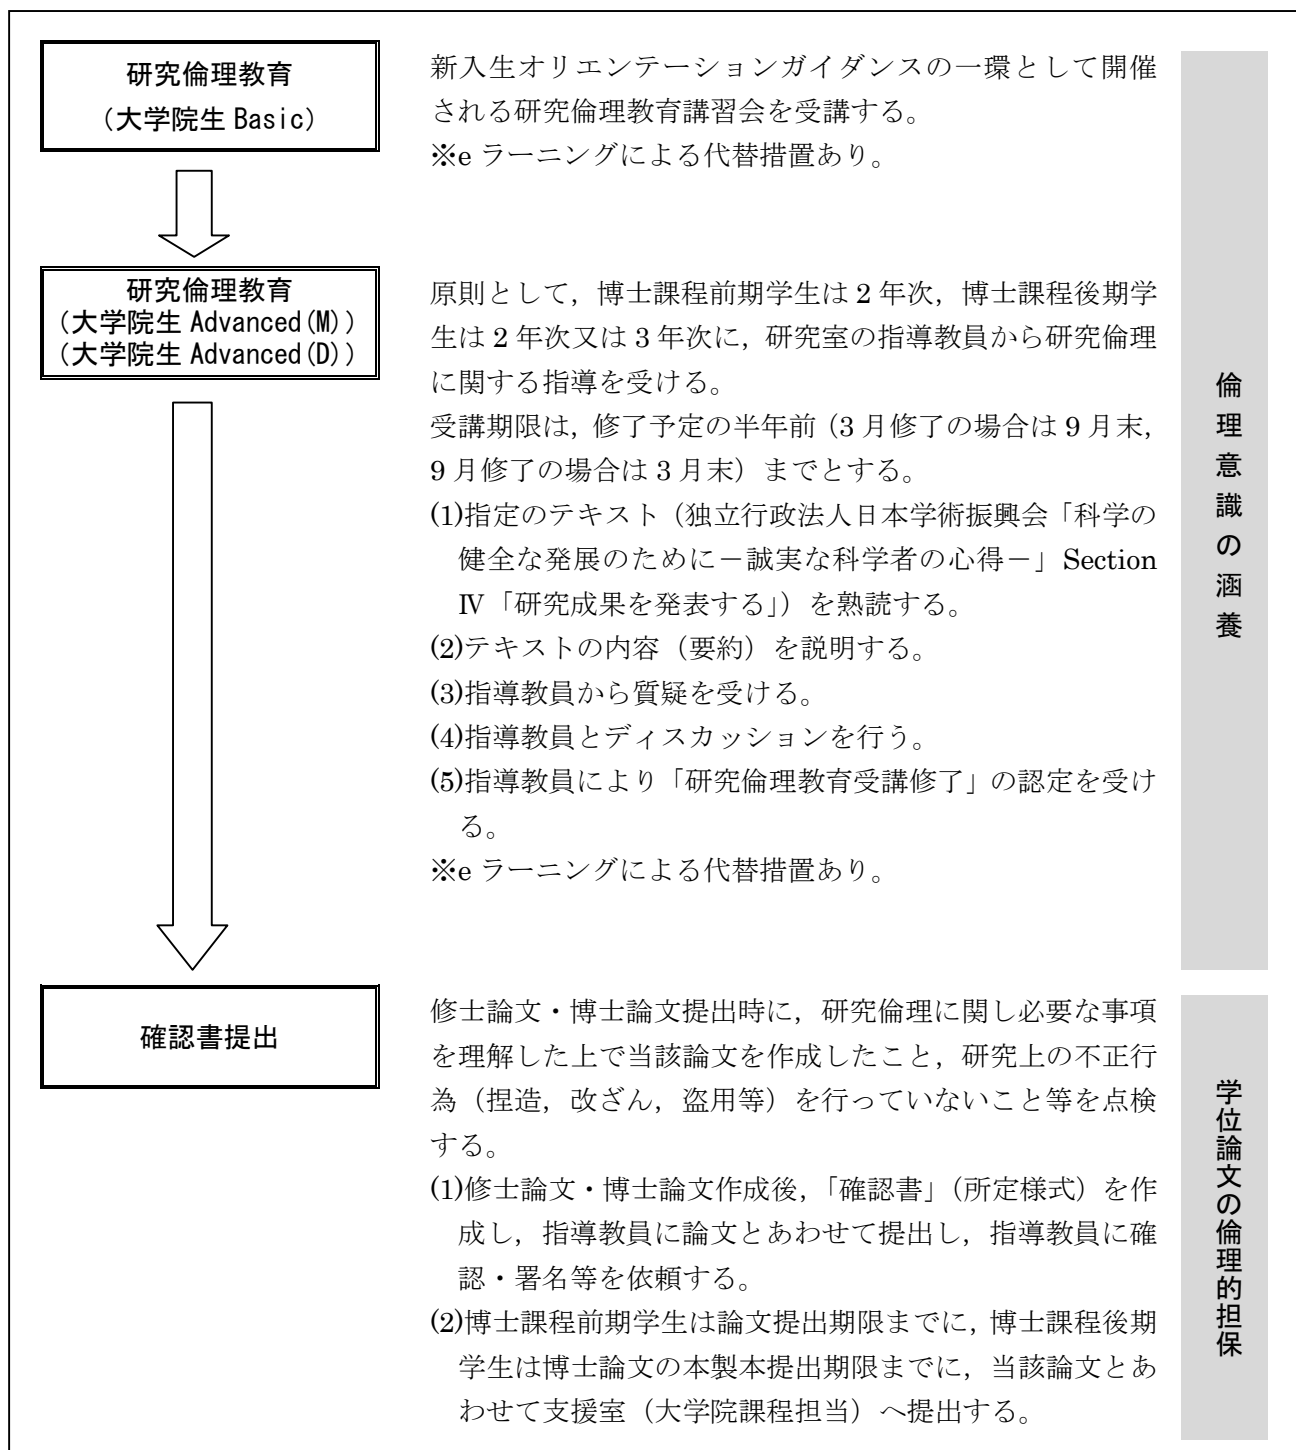 研究倫理教育
（大学院生 Basic）
新入生オリエンテーションガイダンスの一環として開催
される研究倫理教育講習会を受講する。
※e ラーニングによる代替措置あり。
研究倫理教育
（大学院生 Advanced(M)）
（大学院生 Advanced(D)）
原則として，博士課程前期学生は 2 年次，博士課程後期学
生は 2 年次又は 3 年次に，研究室の指導教員から研究倫理
に関する指導を受ける。
受講期限は，修了予定の半年前（3 月修了の場合は 9 月末，
9 月修了の場合は 3 月末）までとする。
(1)指定のテキスト（独立行政法人日本学術振興会「科学の
健全な発展のために－誠実な科学者の心得－」Section
Ⅳ「研究成果を発表する」）を熟読する。
(2)テキストの内容（要約）を説明する。
(3)指導教員から質疑を受ける。
(4)指導教員とディスカッションを行う。
(5)指導教員により「研究倫理教育受講修了」の認定を受け
る。
※e ラーニングによる代替措置あり。
倫理意識の涵養
確認書提出
修士論文・博士論文提出時に，研究倫理に関し必要な事項
を理解した上で当該論文を作成したこと，研究上の不正行
為（捏造，改ざん，盗用等）を行っていないこと等を点検
する。
(1)修士論文・博士論文作成後，「確認書」（所定様式）を作
成し，指導教員に論文とあわせて提出し，指導教員に確
認・署名等を依頼する。
(2)博士課程前期学生は論文提出期限までに，博士課程後期
学生は博士論文の本製本提出期限までに，当該論文とあ
わせて支援室（大学院課程担当）へ提出する。
学位論文の倫理的担保